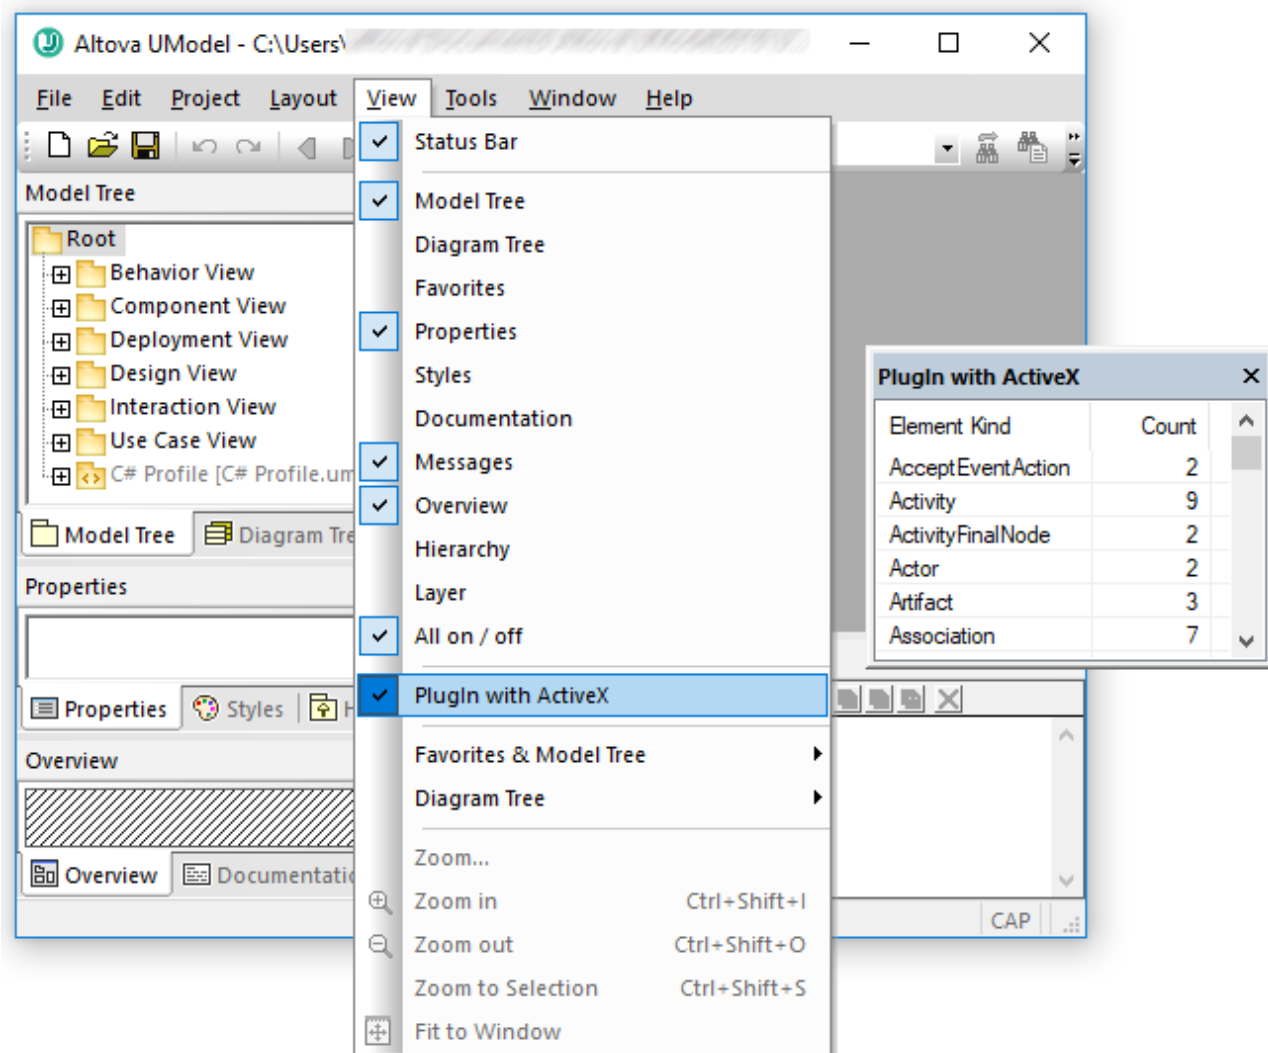 Altova UModel - C:\Users\
File Edit Project Layout View Tools Window Help
Model Tree
Root
Behavior View
Component View
Deployment View
Design View
Interaction View
Use Case View
C# Profile [C# Profile.um
Model Tree Diagram Tre
Properties
Properties Styles H
Overview
Overview Documentatio
Status Bar
Model Tree
Diagram Tree
Favorites
Properties
Styles
Documentation
Messages
Overview
Hierarchy
Layer
All on / off
PlugIn with ActiveX
Favorites & Model Tree
Diagram Tree
Zoom...
Zoom in Ctrl+Shift+I
Zoom out Ctrl+Shift+O
Zoom to Selection Ctrl+Shift+S
Fit to Window
PlugIn with ActiveX
Element Kind Count
AcceptEventAction 2
Activity 9
ActivityFinalNode 2
Actor 2
Artifact 3
Association 7
CAP